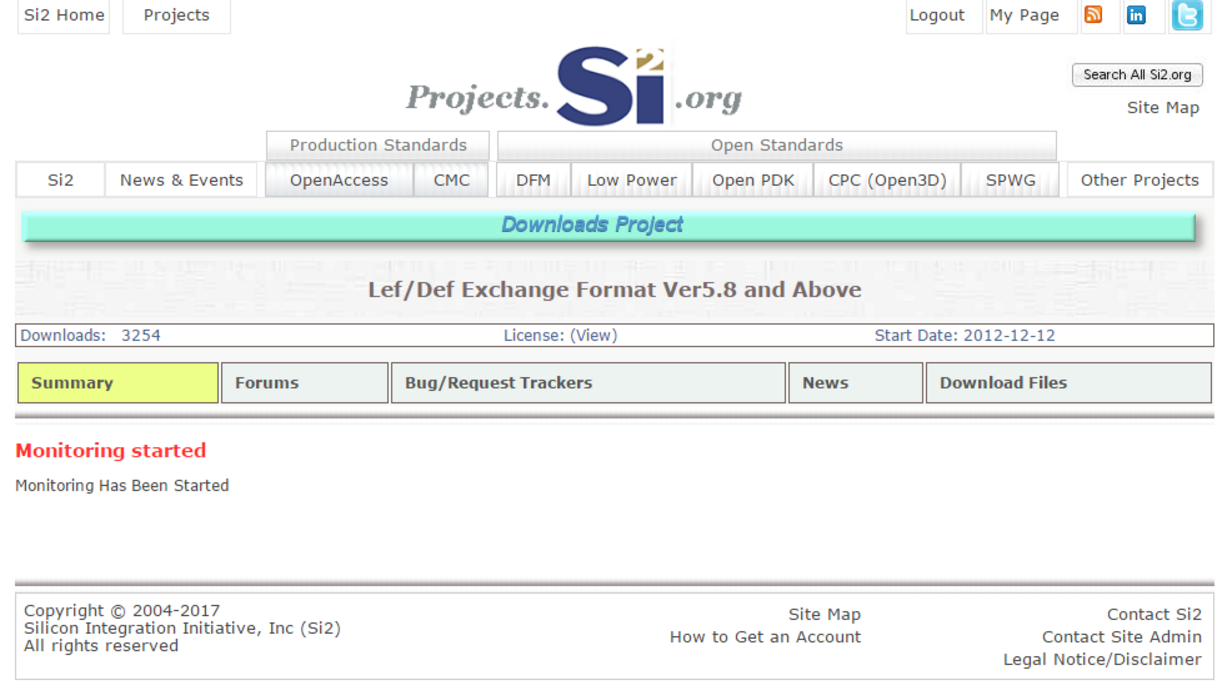 Si2 Home Projects Logout My Page
Projects.Si2.org
Search All Si2.org
Site Map
Production Standards Open Standards
Si2 News & Events OpenAccess CMC DFM Low Power Open PDK CPC (Open3D) SPWG Other Projects
Downloads Project
Lef/Def Exchange Format Ver5.8 and Above
Downloads: 3254 License: (View) Start Date: 2012-12-12
Summary Forums Bug/Request Trackers News Download Files
Monitoring started
Monitoring Has Been Started
Copyright © 2004-2017
Silicon Integration Initiative, Inc (Si2)
All rights reserved
Site Map
How to Get an Account
Contact Si2
Contact Site Admin
Legal Notice/Disclaimer